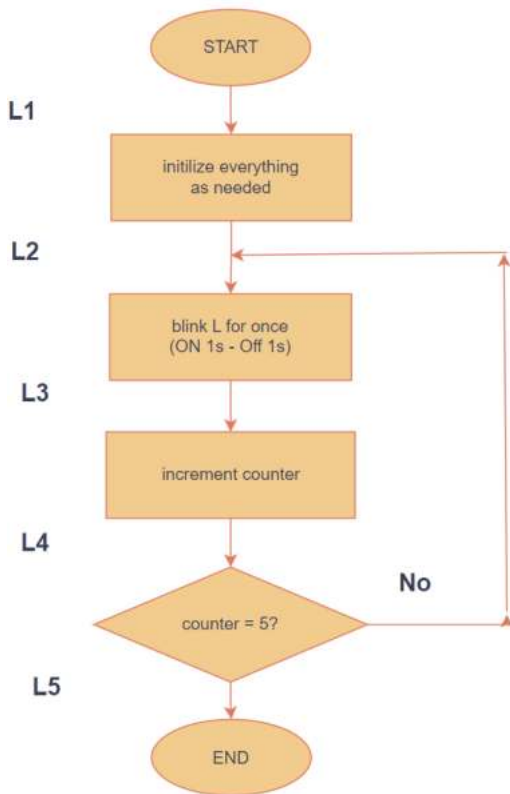 START
L1
initilize everything
as needed
L2
blink L for once
(ON 1s - Off 1s)
L3
increment counter
L4
No
counter = 5?
L5
END